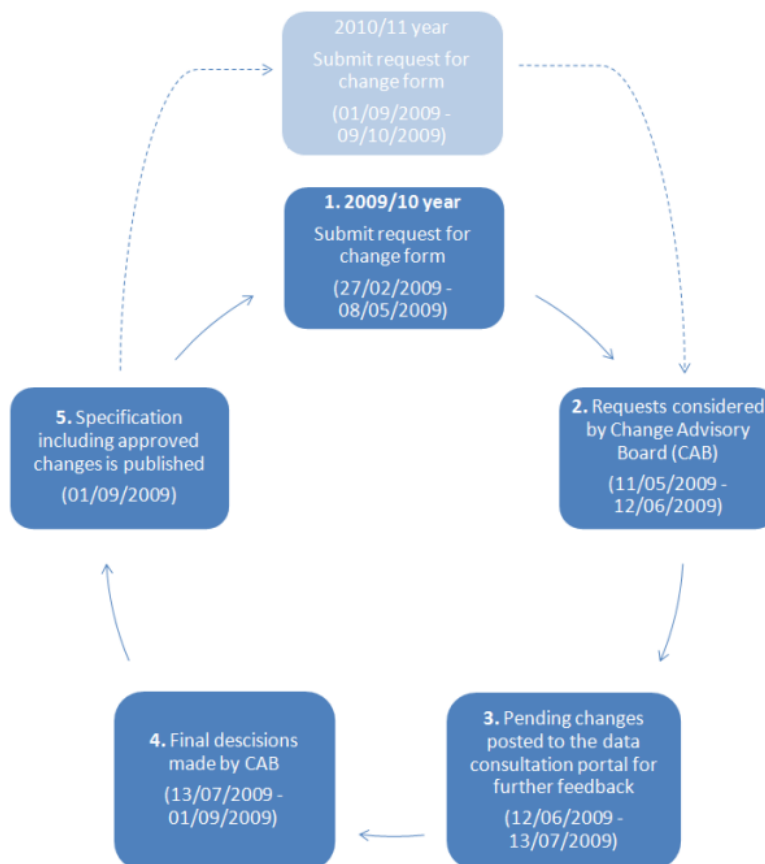 2010/11 year
Submit request for
change form
(01/09/2009 -
09/10/2009)
1. 2009/10 year
Submit request for
change form
(27/02/2009 -
08/05/2009)
2. Requests considered
by Change Advisory
Board (CAB)
(11/05/2009 -
12/06/2009)
3. Pending changes
posted to the data
consultation portal for
further feedback
(12/06/2009 -
13/07/2009)
4. Final descisions
made by CAB
(13/07/2009 -
01/09/2009)
5. Specification
including approved
changes is published
(01/09/2009)